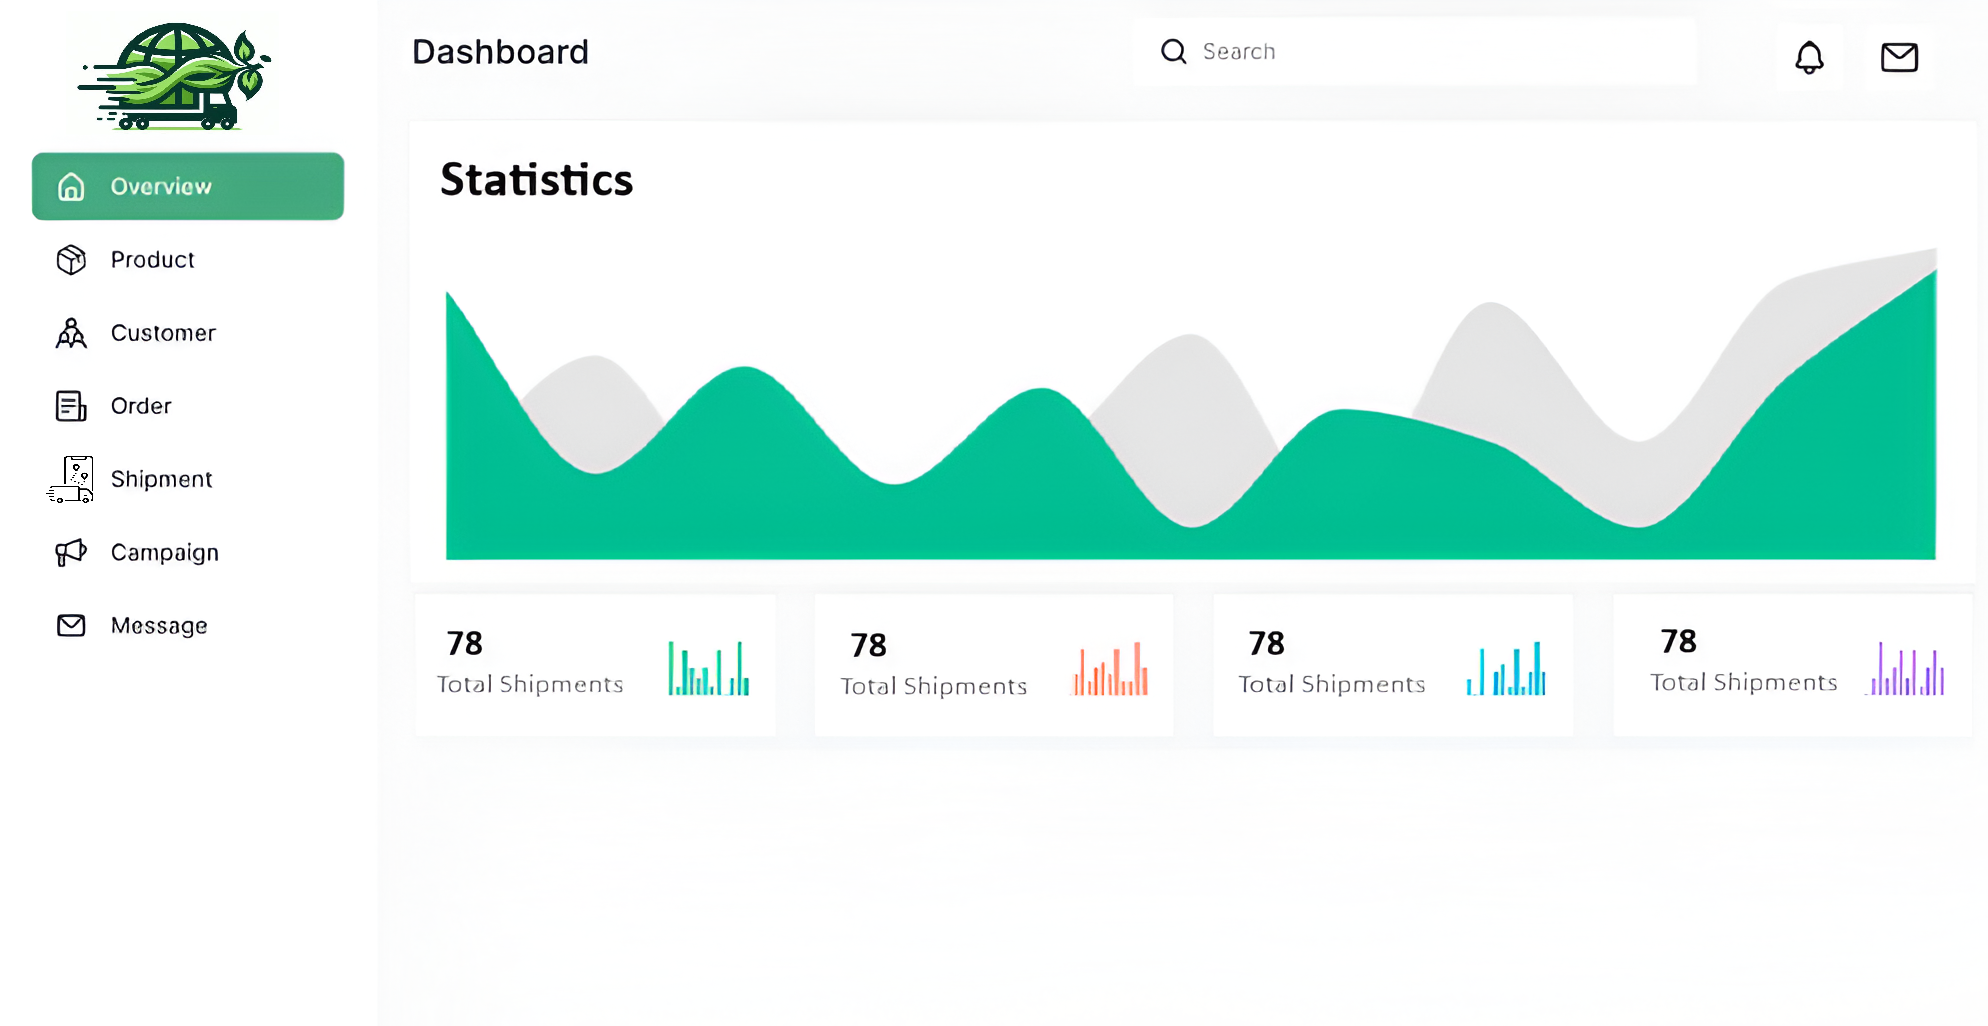 Dashboard
Search
Overview
Product
Customer
Order
Shipment
Campaign
Message
Statistics
78
Total Shipments
78
Total Shipments
78
Total Shipments
78
Total Shipments